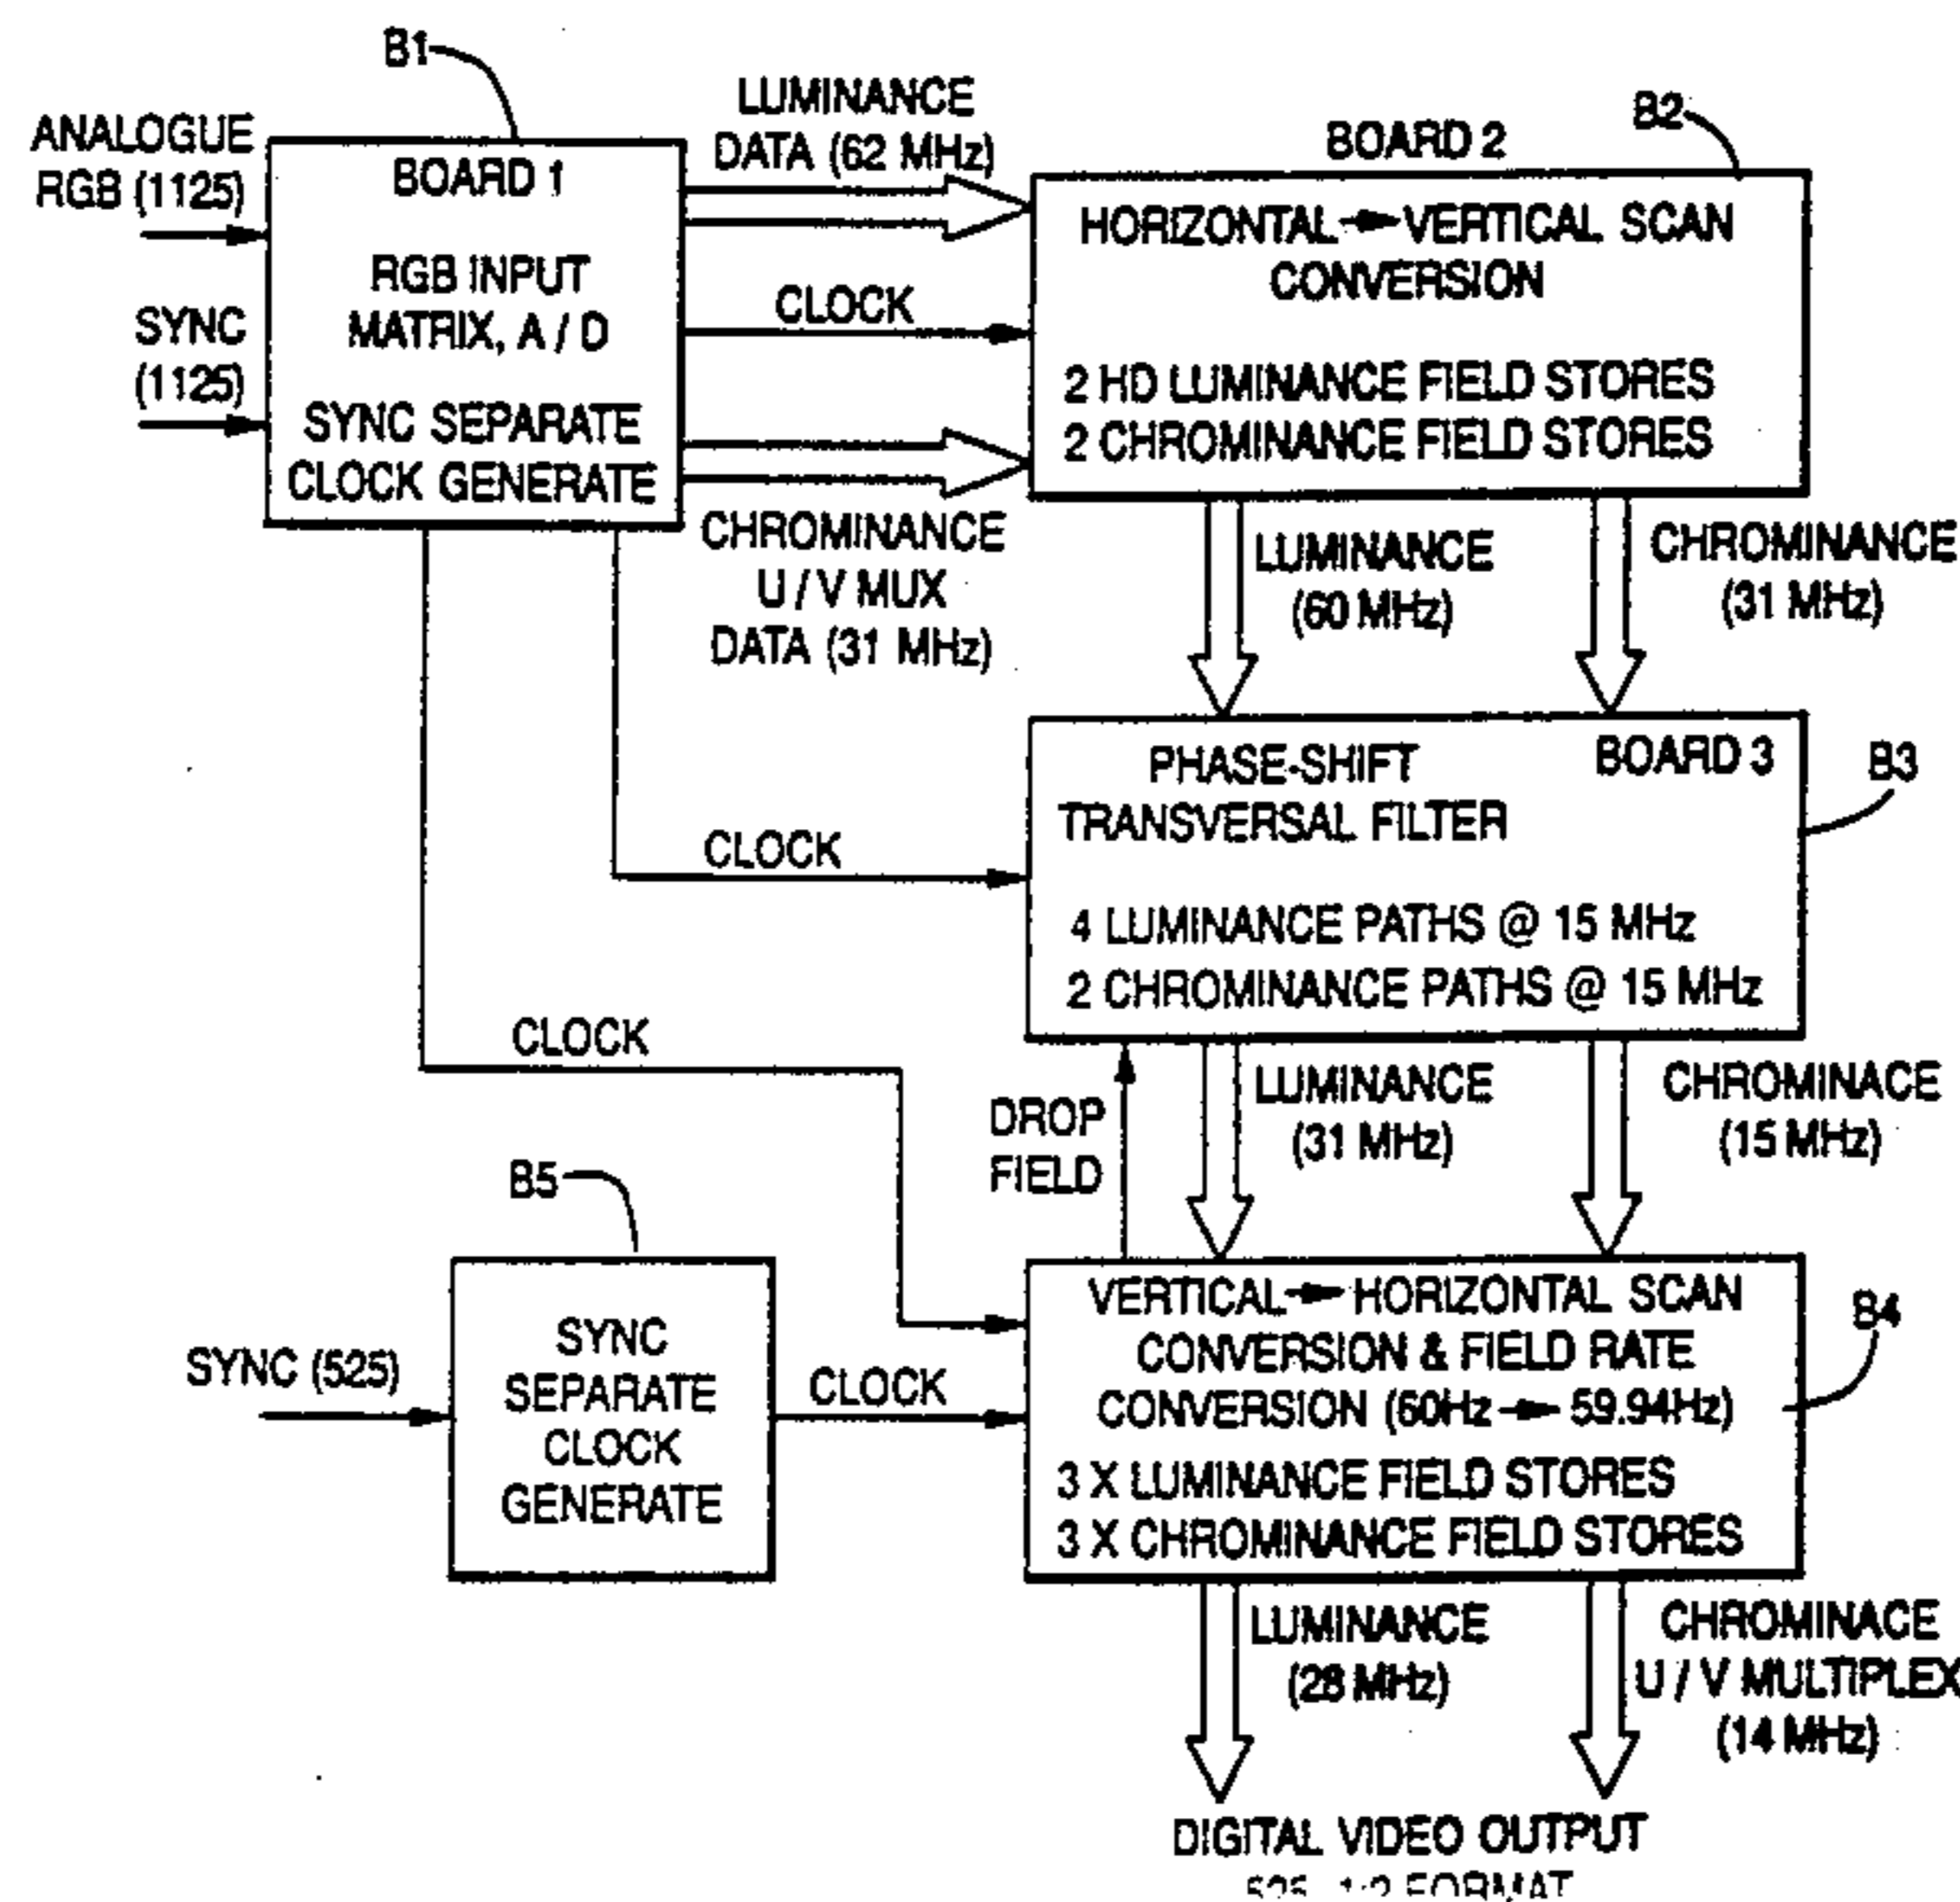 B1
ANALOGUE
RGB (1125)
SYNC
(1125)
BOARD 1
RGB INPUT
MATRIX, A / D
SYNC SEPARATE
CLOCK GENERATE
LUMINANCE
DATA (62 MHz)
CLOCK
CHROMINANCE
U / V MUX
DATA (31 MHz)
BOARD 2
B2
HORIZONTAL → VERTICAL SCAN
CONVERSION
2 HD LUMINANCE FIELD STORES
2 CHROMINANCE FIELD STORES
LUMINANCE
(60 MHz)
CHROMINANCE
(31 MHz)
PHASE-SHIFT
TRANSVERSAL FILTER
BOARD 3
B3
4 LUMINANCE PATHS @ 15 MHz
2 CHROMINANCE PATHS @ 15 MHz
CLOCK
CLOCK
DROP
FIELD
LUMINANCE
(31 MHz)
CHROMINACE
(15 MHz)
B5
SYNC (525)
SYNC
SEPARATE
CLOCK
GENERATE
CLOCK
VERTICAL → HORIZONTAL SCAN
CONVERSION & FIELD RATE
CONVERSION (60Hz → 59.94Hz)
3 X LUMINANCE FIELD STORES
3 X CHROMINANCE FIELD STORES
B4
LUMINANCE
(28 MHz)
CHROMINACE
U / V MULTIPLEX
(14 MHz)
DIGITAL VIDEO OUTPUT
525 1:2 FORMAT